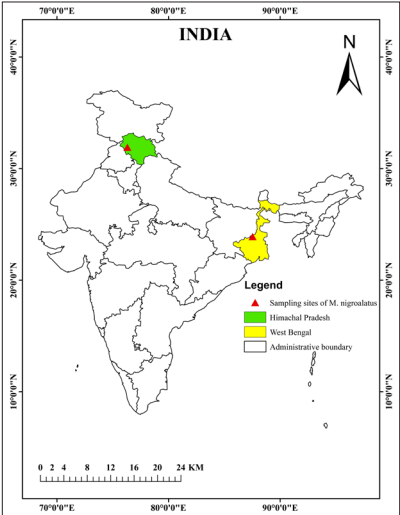 70°0'0"E 80°0'0"E 90°0'0"E
INDIA
N
40°0'0"N 40°0'0"N
30°0'0"N 30°0'0"N
20°0'0"N 20°0'0"N
10°0'0"N 10°0'0"N
Legend
Sampling sites of M. nigroalatus
Himachal Pradesh
West Bengal
Administrative boundary
0 2 4 8 12 16 20 24 KM
70°0'0"E 80°0'0"E 90°0'0"E